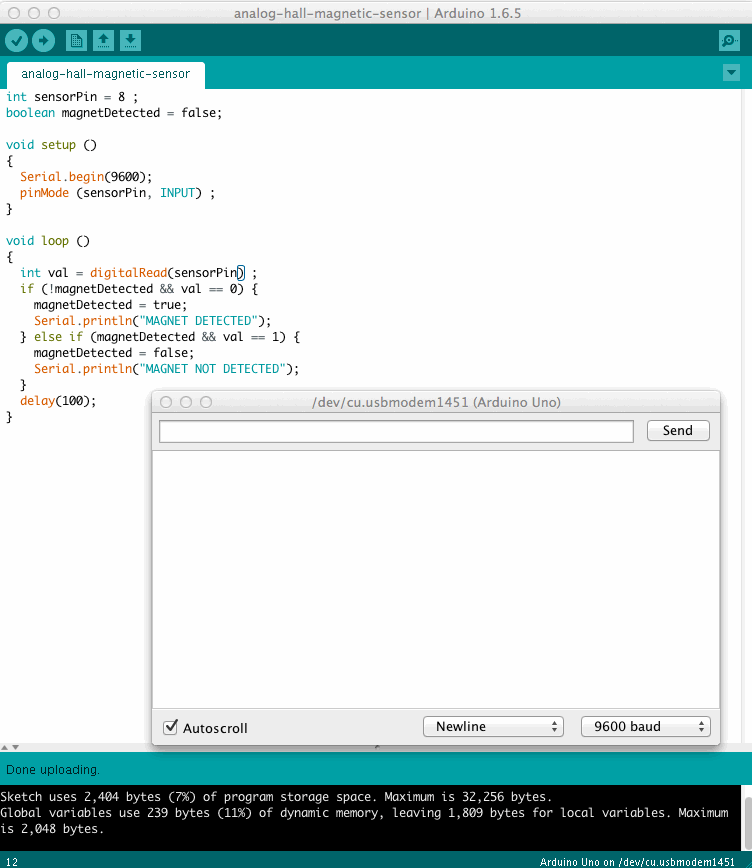 analog-hall-magnetic-sensor | Arduino 1.6.5
analog-hall-magnetic-sensor
int sensorPin = 8 ;
boolean magnetDetected = false;
void setup ()
{
Serial.begin(9600);
pinMode (sensorPin, INPUT) ;
}
void loop ()
{
int val = digitalRead(sensorPin) ;
if (!magnetDetected && val == 0) {
magnetDetected = true;
Serial.println("MAGNET DETECTED");
} else if (magnetDetected && val == 1) {
magnetDetected = false;
Serial.println("MAGNET NOT DETECTED");
}
delay(100);
}
/dev/cu.usbmodem1451 (Arduino Uno)
Send
Autoscroll
Newline
9600 baud
Done uploading.
Sketch uses 2,404 bytes (7%) of program storage space. Maximum is 32,256 bytes.
Global variables use 239 bytes (11%) of dynamic memory, leaving 1,809 bytes for local variables. Maximum
is 2,048 bytes.
12
Arduino Uno on /dev/cu.usbmodem1451